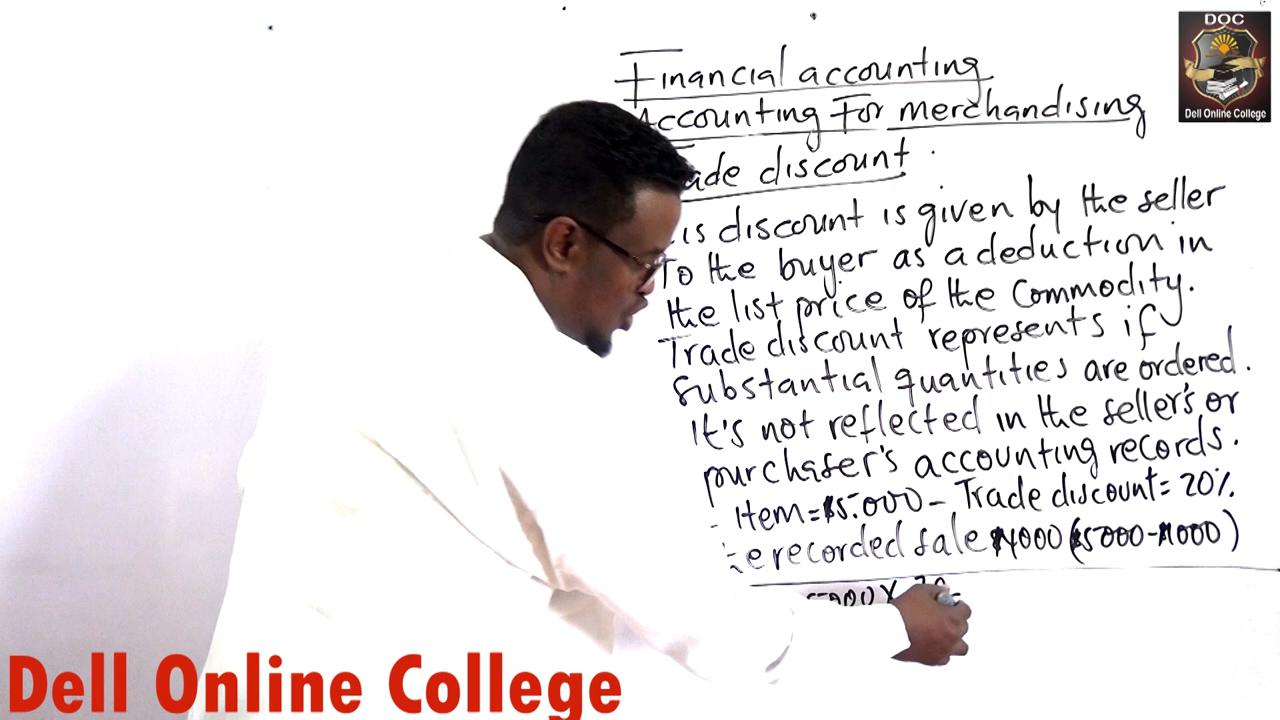 DOC
Dell Online College
Financial accounting
Accounting For merchandising
ade discount.
is discount is given by the seller
To the buyer as a deduction in
the list price of the commodity.
Trade discount represents if
substantial quantities are ordered.
It's not reflected in the seller's or
purchaser's accounting records.
- Item = $5.000 - Trade discount = 20%.
e recorded sale $4000 ($5000-$1000)
5000 X 20
Dell Online College